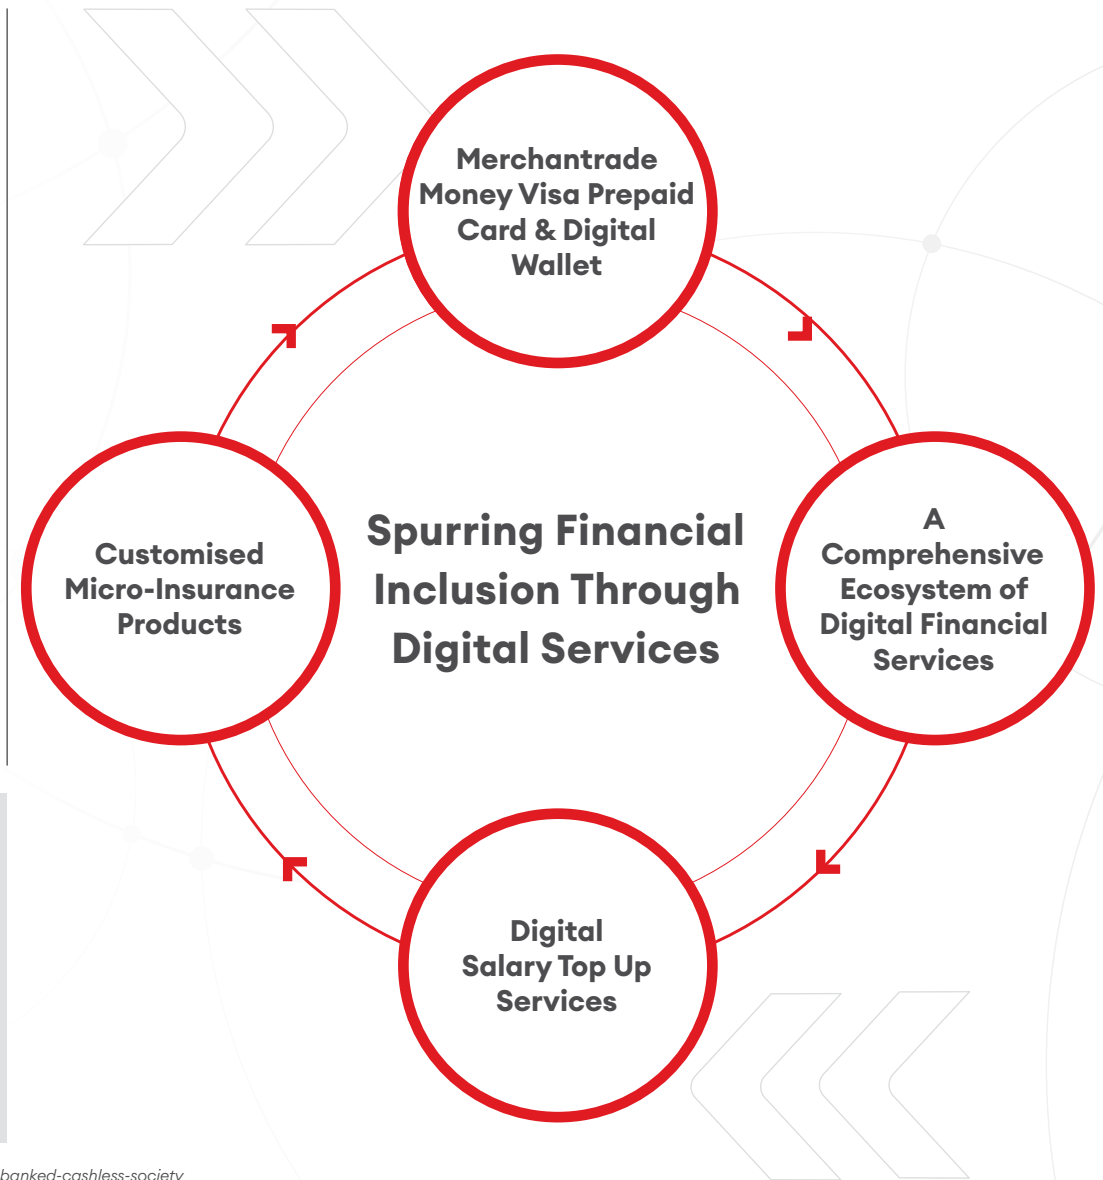 Merchantrade
Money Visa Prepaid
Card & Digital
Wallet
Customised
Micro-Insurance
Products
Spurring Financial
Inclusion Through
Digital Services
A
Comprehensive
Ecosystem of
Digital Financial
Services
Digital
Salary Top Up
Services
banked-cashless-society